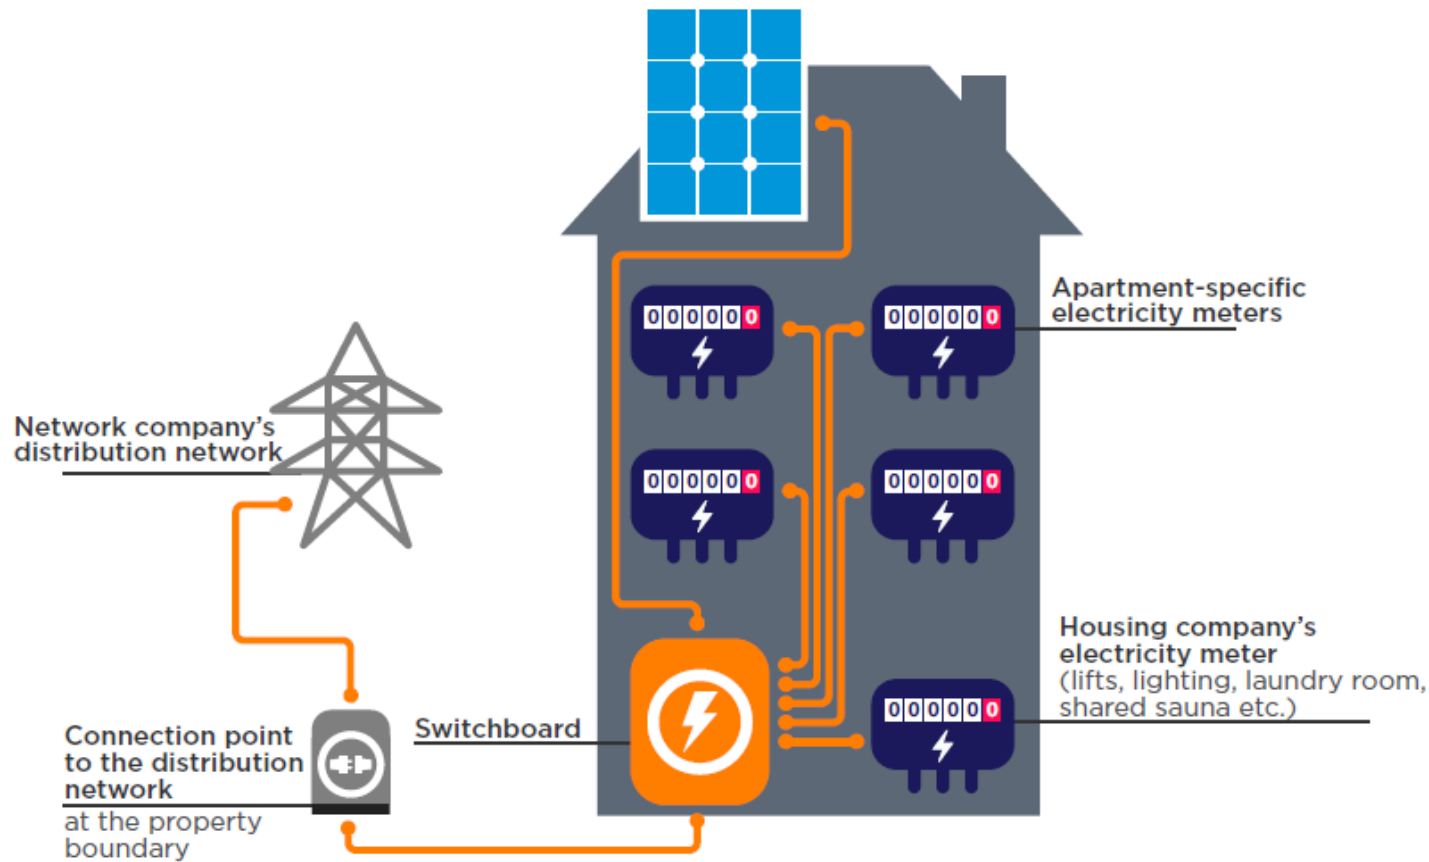 000000
000000
Apartment-specific
electricity meters
Network company's
distribution network
000000
000000
Housing company's
electricity meter
(lifts, lighting, laundry room,
shared sauna etc.)
000000
Switchboard
Connection point
to the distribution
network
at the property
boundary